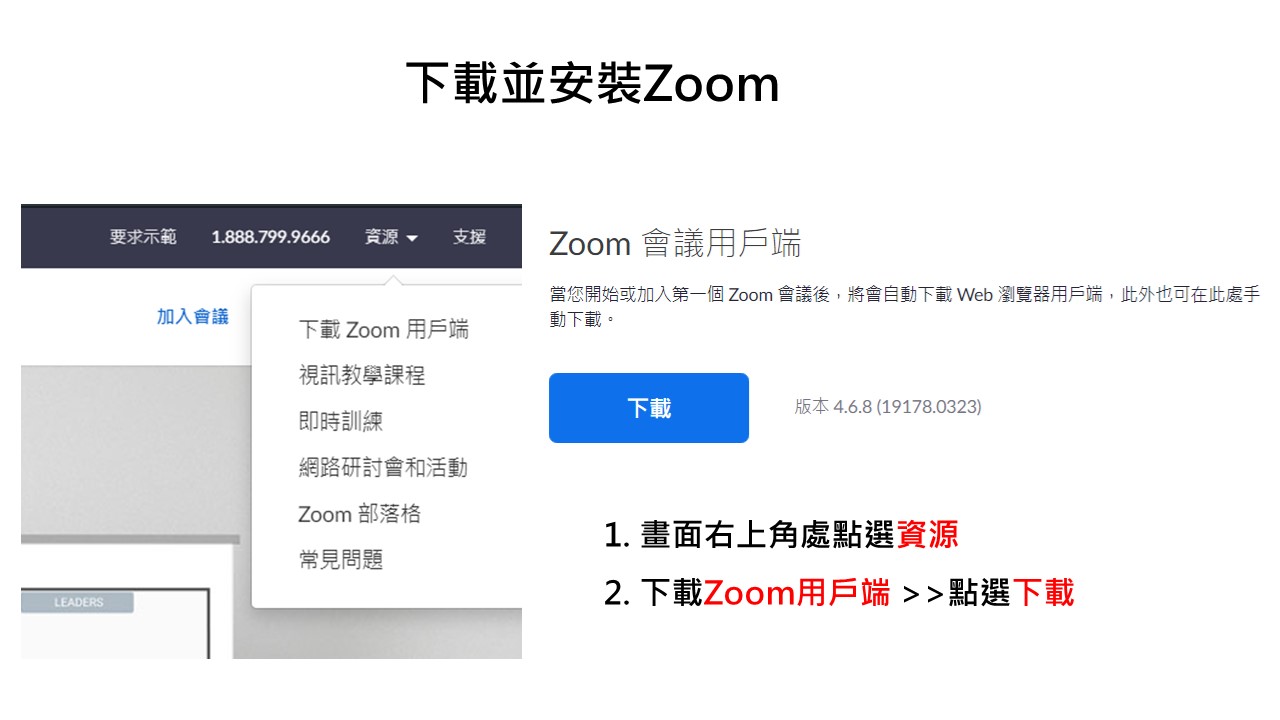 下載並安裝Zoom
要求示範 1.888.799.9666 資源 支援
加入會議
下載 Zoom 用戶端
視訊教學課程
即時訓練
網路研討會和活動
Zoom 部落格
常見問題
LEADERS
Zoom 會議用戶端
當您開始或加入第一個 Zoom 會議後，將會自動下載 Web 瀏覽器用戶端，此外也可在此處手
動下載。
下載 版本 4.6.8 (19178.0323)
1. 畫面右上角處點選資源
2. 下載Zoom用戶端 >>點選下載